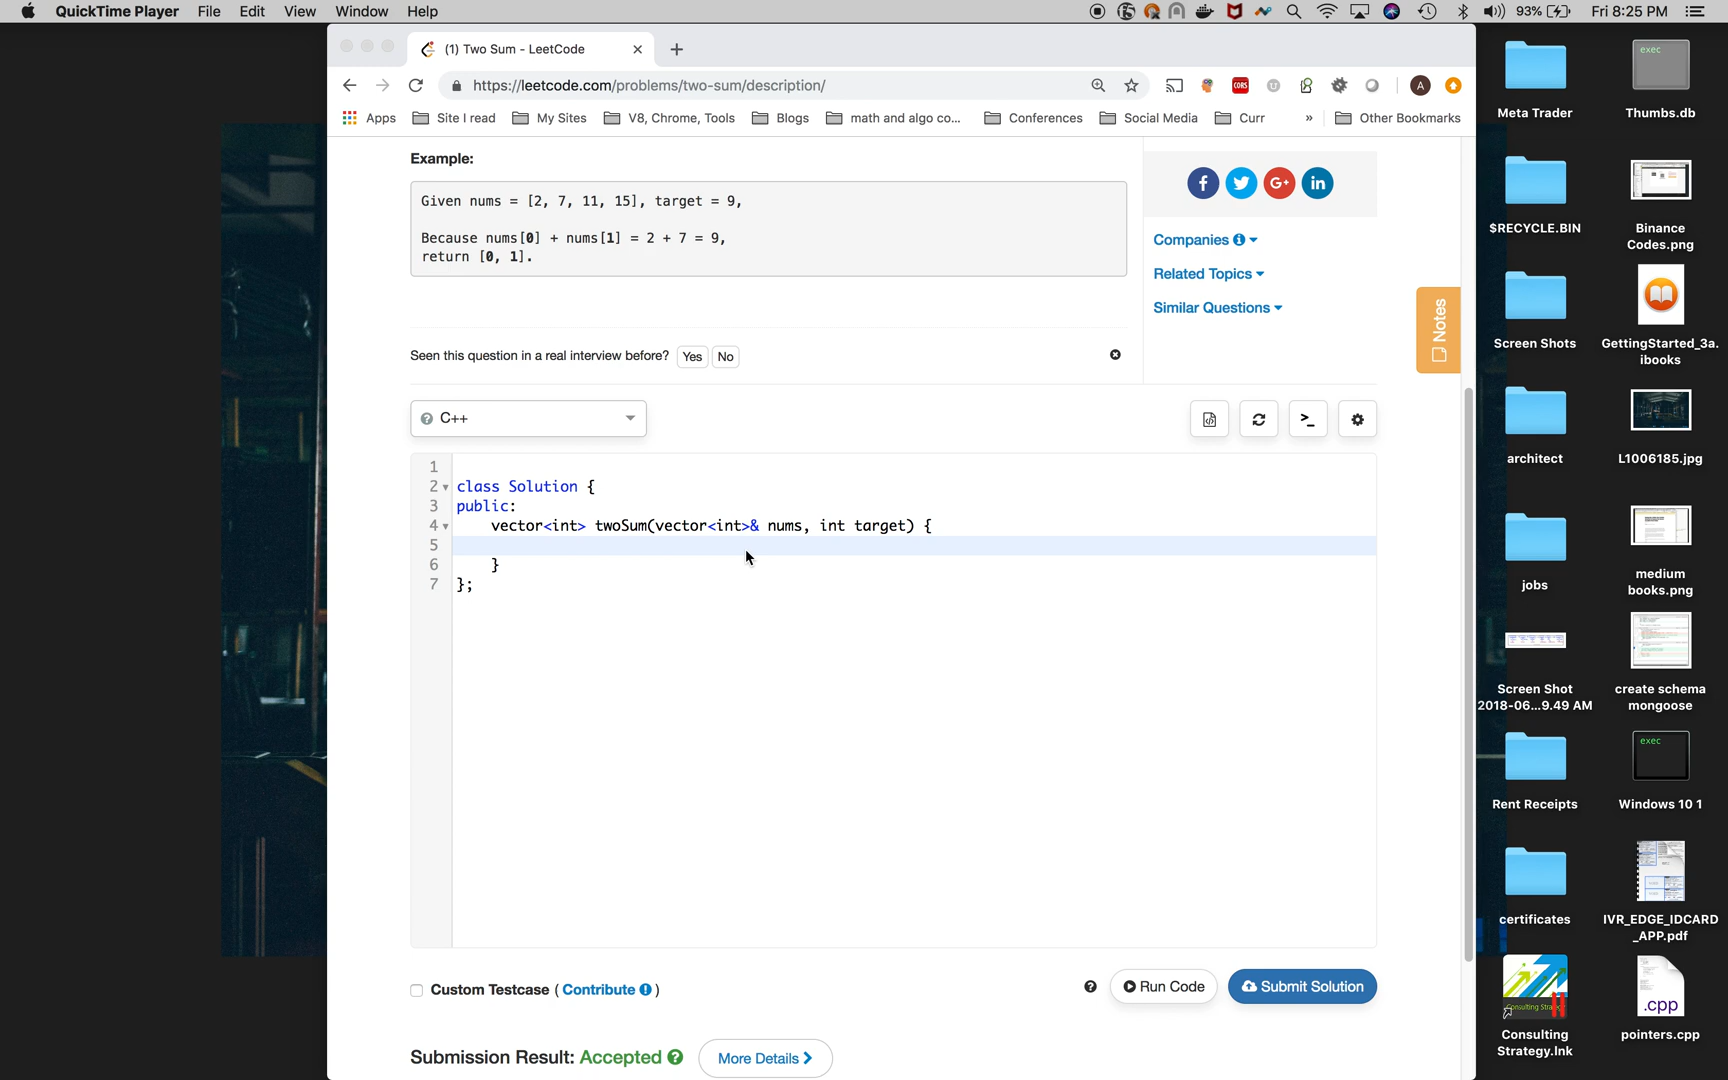 QuickTime Player File Edit View Window Help 93% Fri 8:25 PM
(1) Two Sum - LeetCode
https://leetcode.com/problems/two-sum/description/
CORS
A
Apps Site I read My Sites V8, Chrome, Tools Blogs math and algo co... Conferences Social Media Curr » Other Bookmarks
Example:
Given nums = [2, 7, 11, 15], target = 9,
Because nums[0] + nums[1] = 2 + 7 = 9,
return [0, 1].
Companies
Related Topics
Similar Questions
Notes
Seen this question in a real interview before? Yes No
C++
1
2 class Solution {
3 public:
4 vector<int> twoSum(vector<int>& nums, int target) {
5
6 }
7 };
Custom Testcase ( Contribute )
Run Code
Submit Solution
Submission Result: Accepted
More Details
exec
Meta Trader
Thumbs.db
$RECYCLE.BIN
Binance
Codes.png
Screen Shots
GettingStarted_3a.
ibooks
architect
L1006185.jpg
jobs
medium
books.png
Screen Shot
2018-06...9.49 AM
create schema
mongoose
exec
Rent Receipts
Windows 10 1
certificates
IVR_EDGE_IDCARD
_APP.pdf
.cpp
Consulting
Strategy.lnk
pointers.cpp